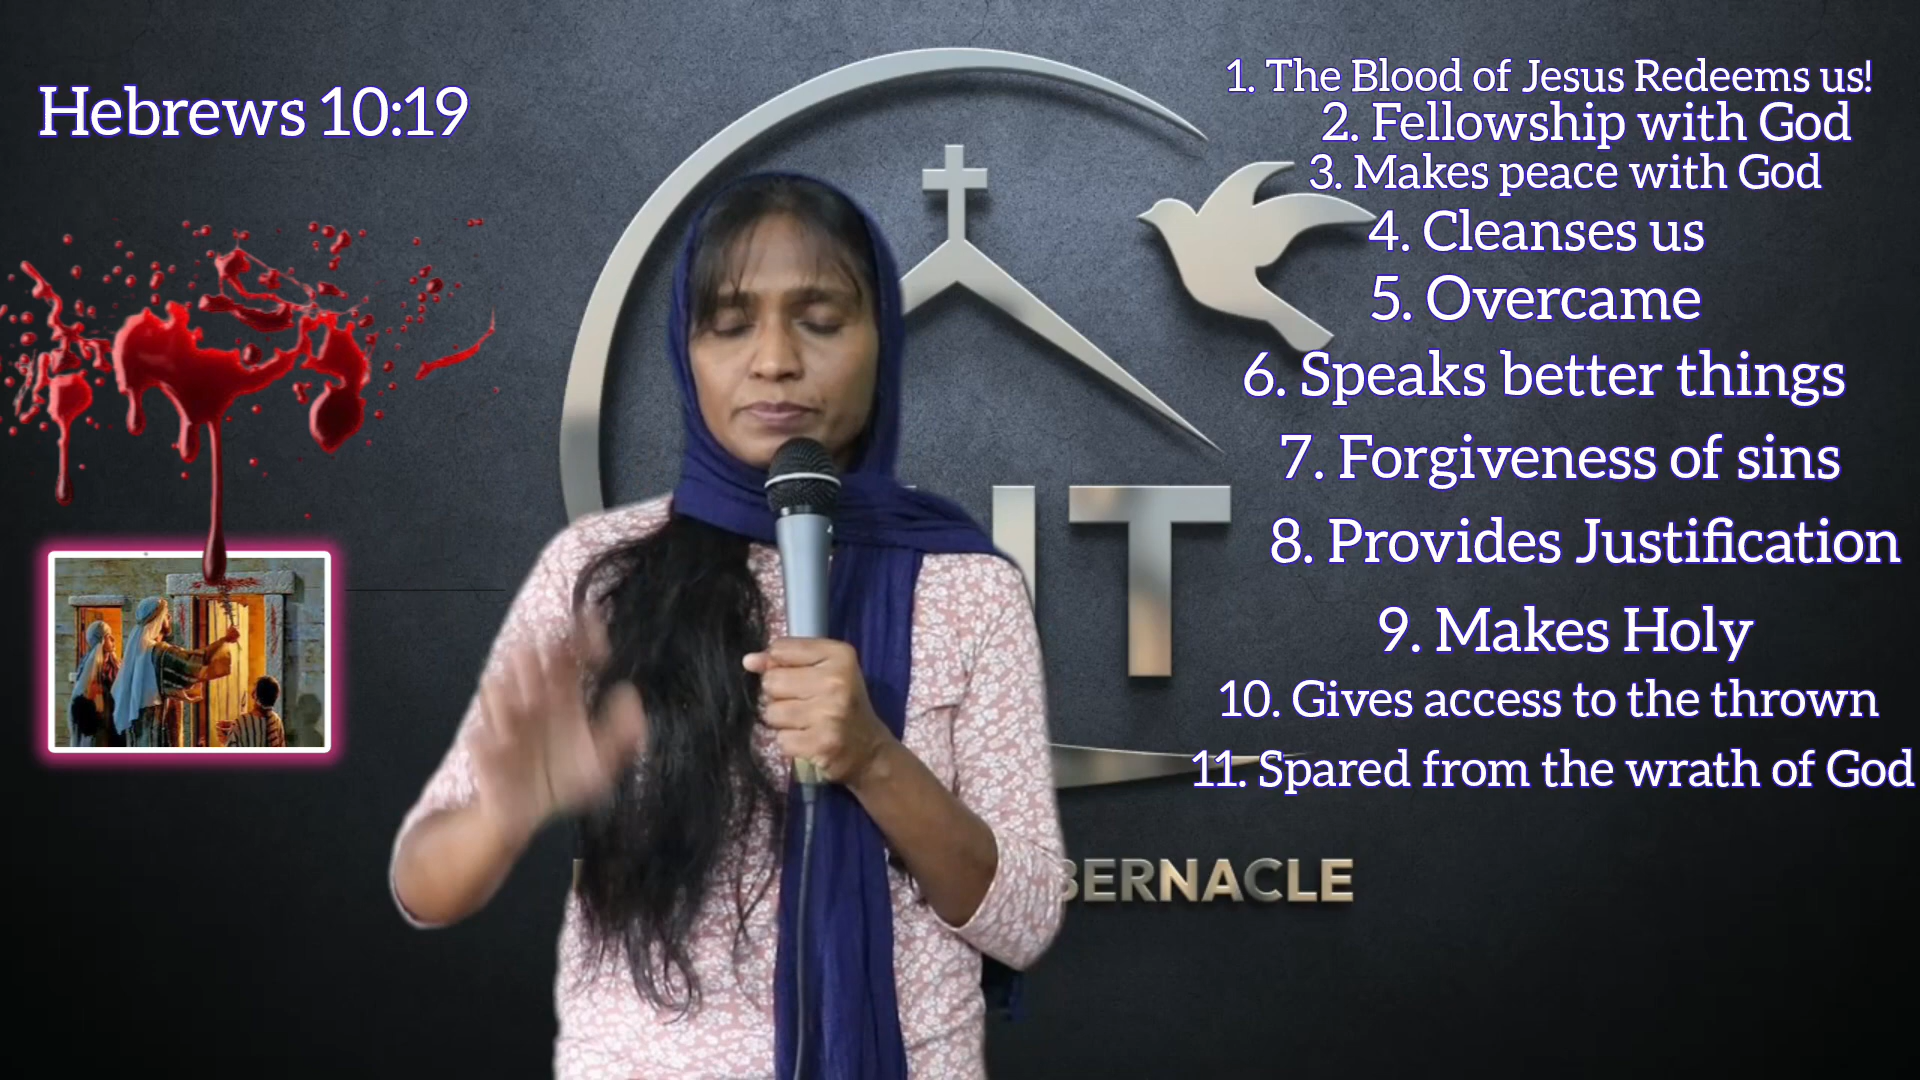 Hebrews 10:19
1. The Blood of Jesus Redeems us!
2. Fellowship with God
3. Makes peace with God
4. Cleanses us
5. Overcame
6. Speaks better things
7. Forgiveness of sins
8. Provides Justification
9. Makes Holy
10. Gives access to the thrown
11. Spared from the wrath of God